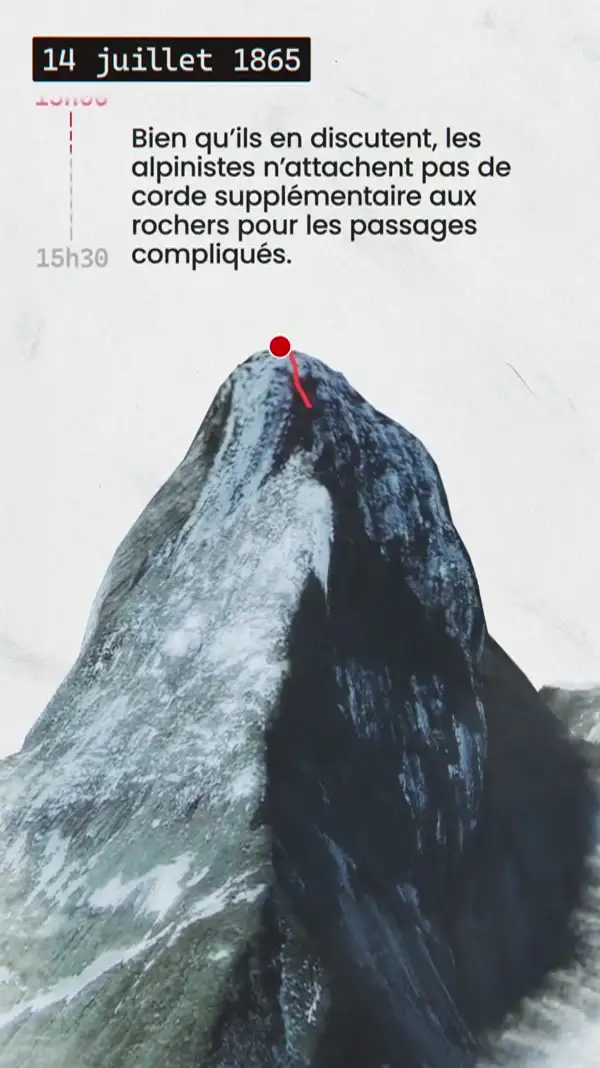 14 juillet 1865
Bien qu’ils en discutent, les
alpinistes n’attachent pas de
corde supplémentaire aux
rochers pour les passages
compliqués.
15h30